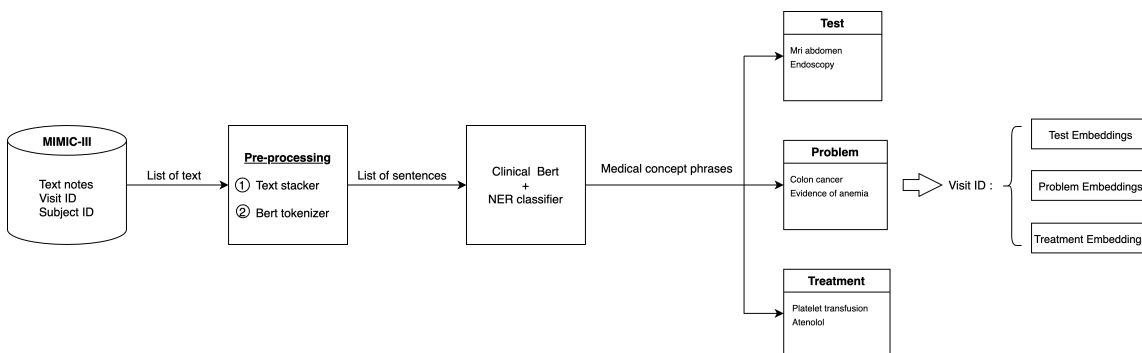 MIMIC-III
Text notes
Visit ID
Subject ID
List of text
Pre-processing
1 Text stacker
2 Bert tokenizer
List of sentences
Clinical Bert
+
NER classifier
Medical concept phrases
Test
Mri abdomen
Endoscopy
Problem
Colon cancer
Evidence of anemia
Treatment
Platelet transfusion
Atenolol
Visit ID :
Test Embeddings
Problem Embeddings
Treatment Embedding